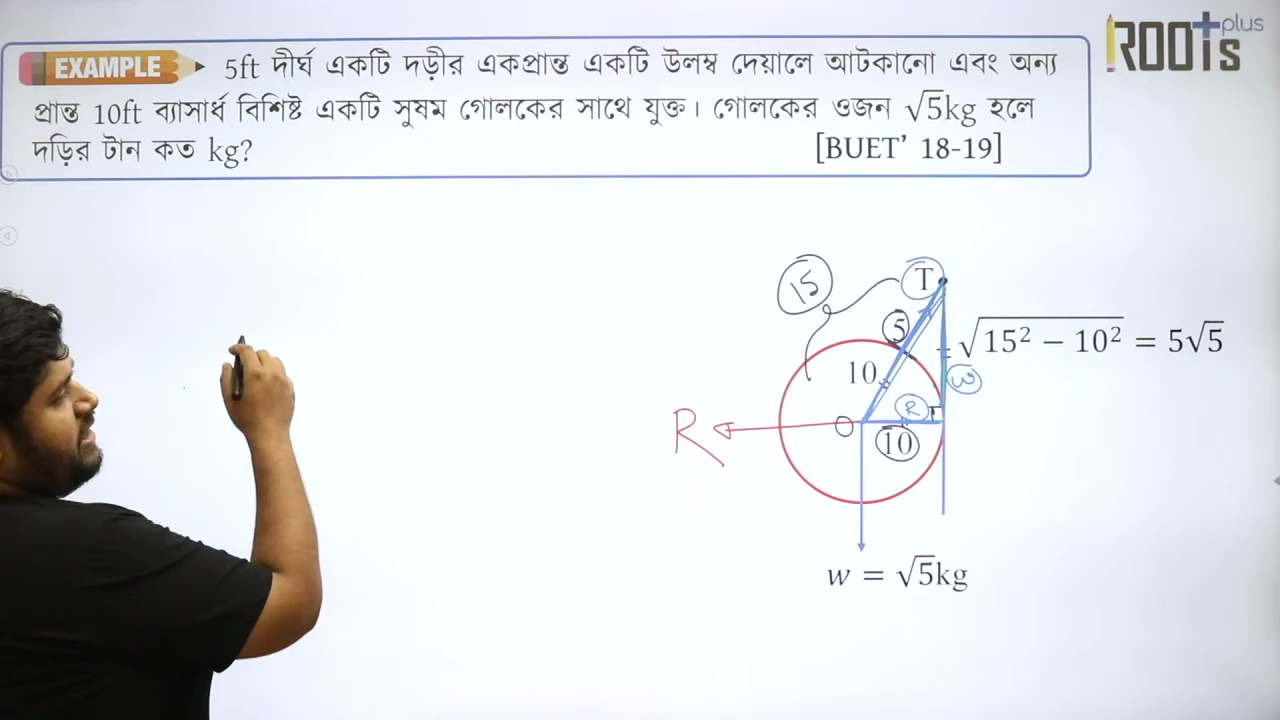 ROOTs plus
EXAMPLE 5ft দীর্ঘ একটি দড়ীর একপ্রান্ত একটি উলম্ব দেয়ালে আটকানো এবং অন্য
প্রান্ত 10ft ব্যাসার্ধ বিশিষ্ট একটি সুষম গোলকের সাথে যুক্ত। গোলকের ওজন √5kg হলে
দড়ির টান কত kg? [BUET’ 18-19]
15
T
5
√15² − 10² = 5√5
10
ω
R
R
O
10
w = √5kg